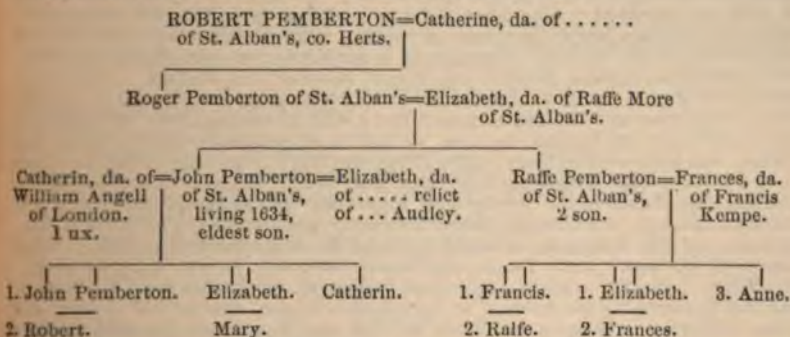 ROBERT PEMBERTON=Catherine, da. of . . . . . .
of St. Alban's, co. Herts.
Roger Pemberton of St. Alban's=Elizabeth, da. of Raffe More
of St. Alban's.
Catherin, da. of=John Pemberton=Elizabeth, da. Raffe Pemberton=Frances, da.
William Angell of St. Alban's, of . . . . . relict of St. Alban's, of Francis
of London. living 1634, of . . . Audley. 2 son. Kempe.
1 ux. eldest son.
1. John Pemberton. Elizabeth. Catherin. 1. Francis. 1. Elizabeth. 3. Anne.
2. Robert. Mary. 2. Ralfe. 2. Frances.